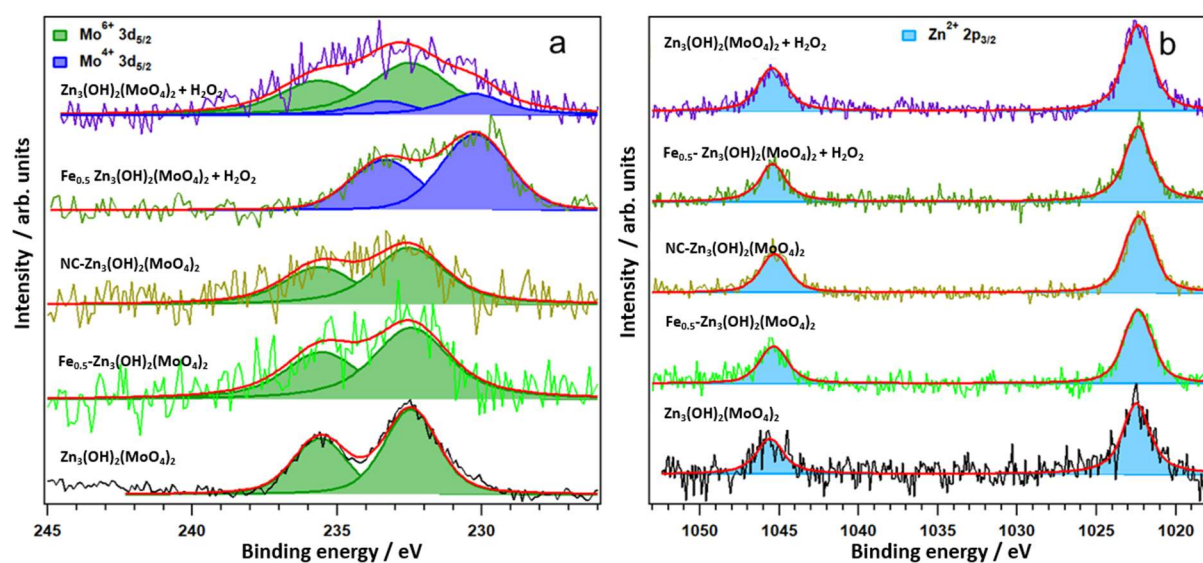 a
Mo⁶⁺ 3d₅/₂
Mo⁴⁺ 3d₅/₂
Zn₃(OH)₂(MoO₄)₂ + H₂O₂
Fe₀.₅ Zn₃(OH)₂(MoO₄)₂ + H₂O₂
NC-Zn₃(OH)₂(MoO₄)₂
Fe₀.₅-Zn₃(OH)₂(MoO₄)₂
Zn₃(OH)₂(MoO₄)₂
Intensity / arb. units
245 240 235 230
Binding energy / eV
b
Zn²⁺ 2p₃/₂
Zn₃(OH)₂(MoO₄)₂ + H₂O₂
Fe₀.₅- Zn₃(OH)₂(MoO₄)₂ + H₂O₂
NC-Zn₃(OH)₂(MoO₄)₂
Fe₀.₅-Zn₃(OH)₂(MoO₄)₂
Zn₃(OH)₂(MoO₄)₂
Intensity / arb. units
1050 1045 1040 1035 1030 1025 1020
Binding energy / eV